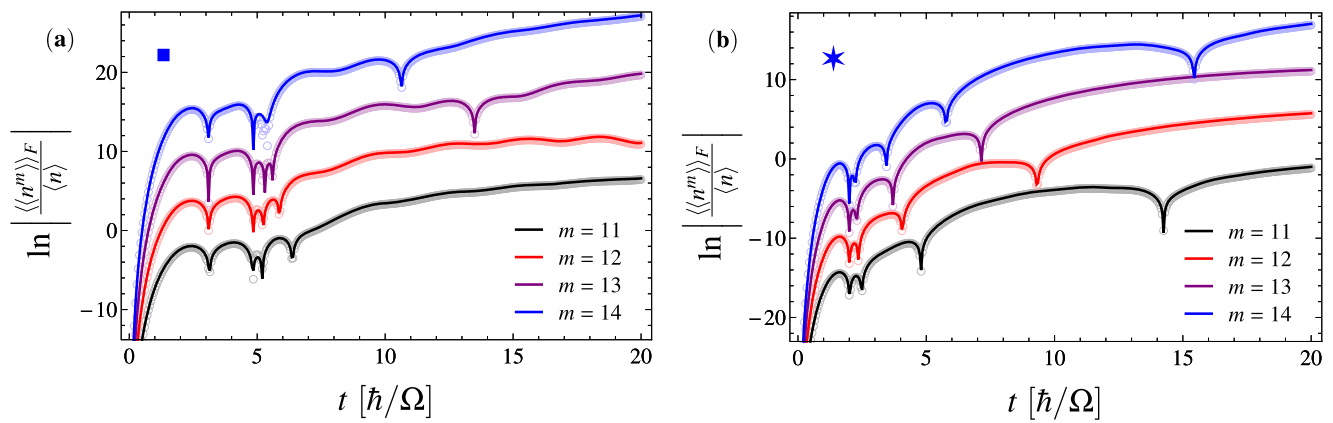 (a)
20
10
0
−10
ln |⟨⟨n^m⟩⟩_F / ⟨n⟩|
m = 11
m = 12
m = 13
m = 14
0 5 10 15 20
t [ħ/Ω]
(b)
10
0
−10
−20
ln |⟨⟨n^m⟩⟩_F / ⟨n⟩|
m = 11
m = 12
m = 13
m = 14
0 5 10 15 20
t [ħ/Ω]